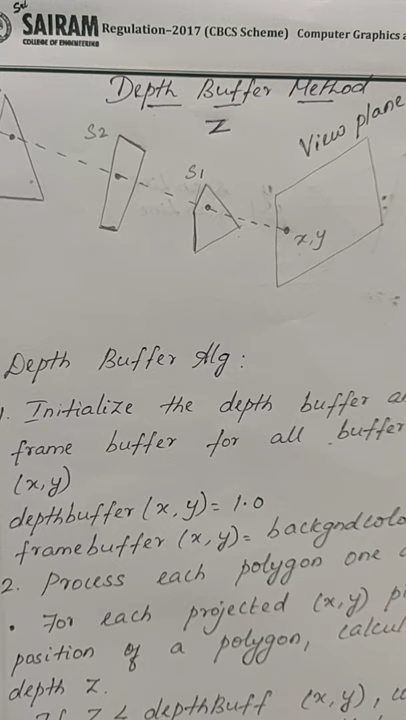 SAIRAM Regulation-2017 (CBCS Scheme) Computer Graphics
COLLEGE OF ENGINEERING
Depth Buffer Method
Z
View plane
S2
S1
x,y
Depth Buffer Alg:
1. Initialize the depth buffer
frame buffer for all buffer
(x,y)
depthbuffer (x,y)= 1.0
framebuffer (x,y)= backgndcolo
2. Process each polygon one
• For each projected (x,y)
position of a polygon, calcul
depth Z.
If Z < depthBuff (x,y),